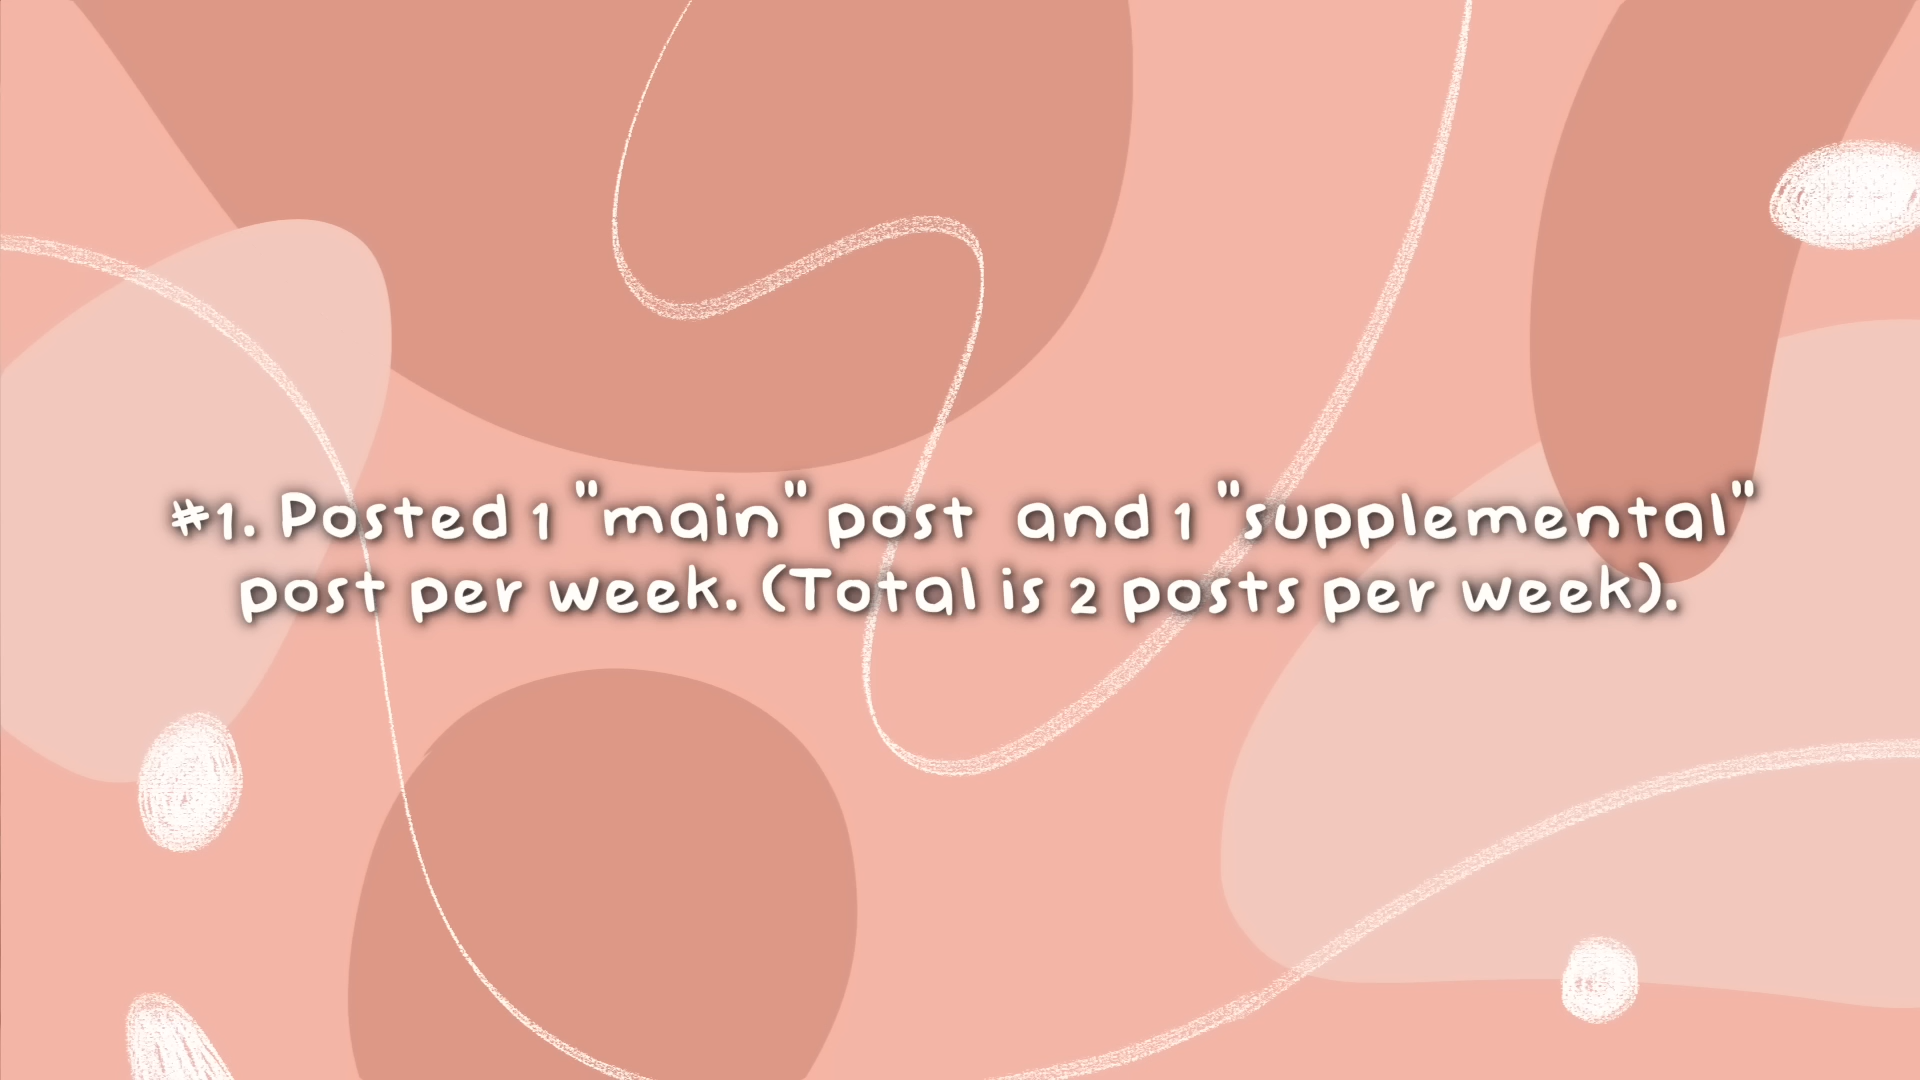 #1. Posted 1 "main" post and 1 "supplemental"
post per week. (Total is 2 posts per week).